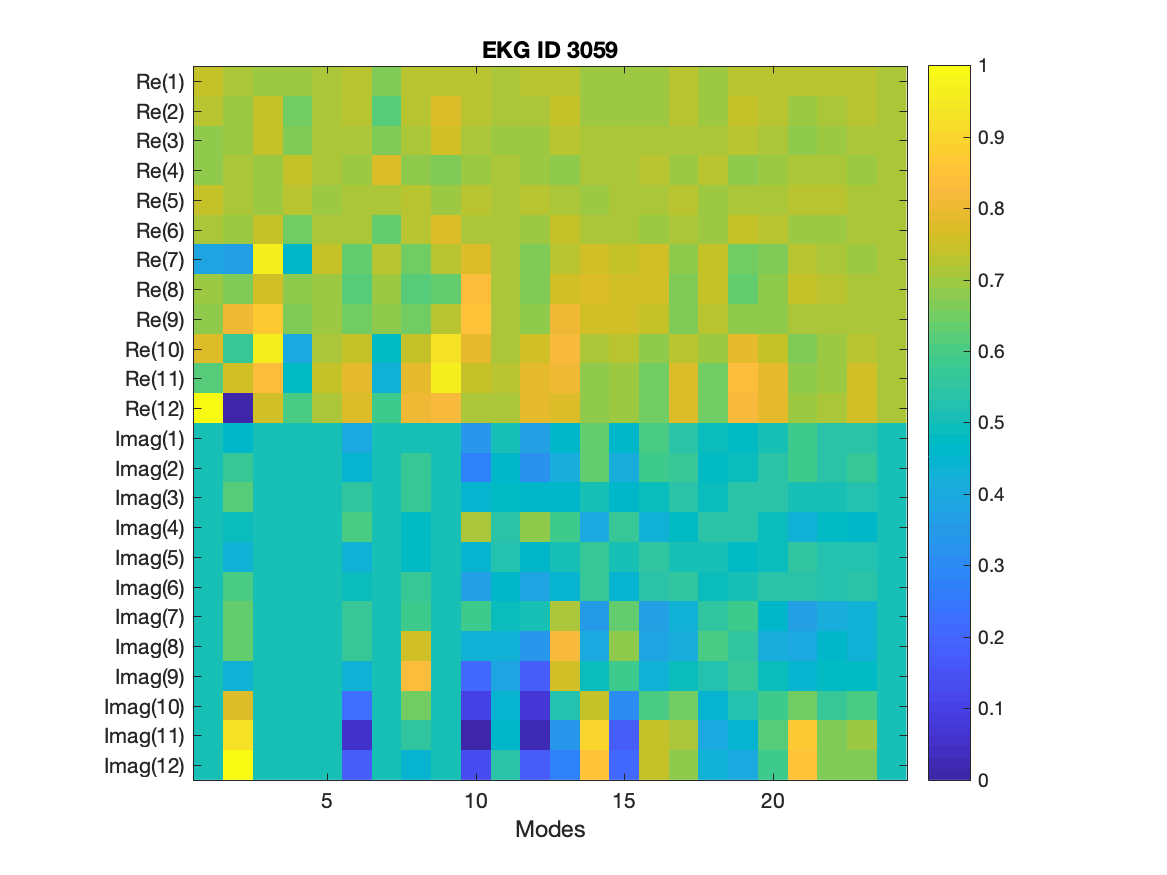 EKG ID 3059
Re(1)
Re(2)
Re(3)
Re(4)
Re(5)
Re(6)
Re(7)
Re(8)
Re(9)
Re(10)
Re(11)
Re(12)
Imag(1)
Imag(2)
Imag(3)
Imag(4)
Imag(5)
Imag(6)
Imag(7)
Imag(8)
Imag(9)
Imag(10)
Imag(11)
Imag(12)
5 10 15 20
Modes
1
0.9
0.8
0.7
0.6
0.5
0.4
0.3
0.2
0.1
0